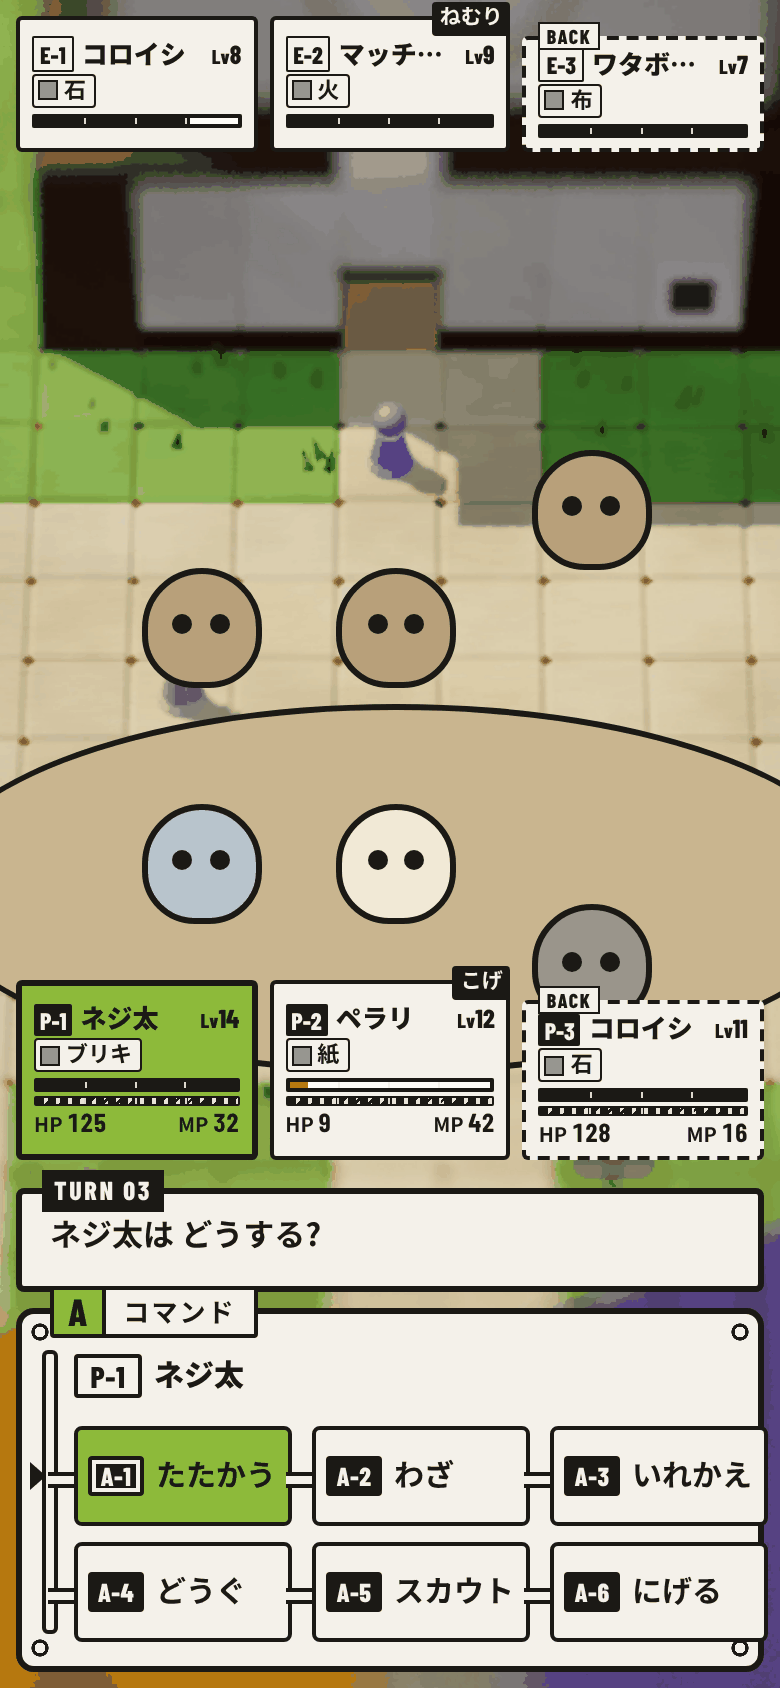 ねむり
E-1 コロイシ Lv8
石
E-2 マッチ… Lv9
火
BACK
E-3 ワタボ… Lv7
布
P-1 ネジ太 Lv14
ブリキ
HP 125 MP 32
こげ
P-2 ペラリ Lv12
紙
HP 9 MP 42
BACK
P-3 コロイシ Lv11
石
HP 128 MP 16
TURN 03
ネジ太は どうする?
A コマンド
P-1 ネジ太
A-1 たたかう
A-2 わざ
A-3 いれかえ
A-4 どうぐ
A-5 スカウト
A-6 にげる